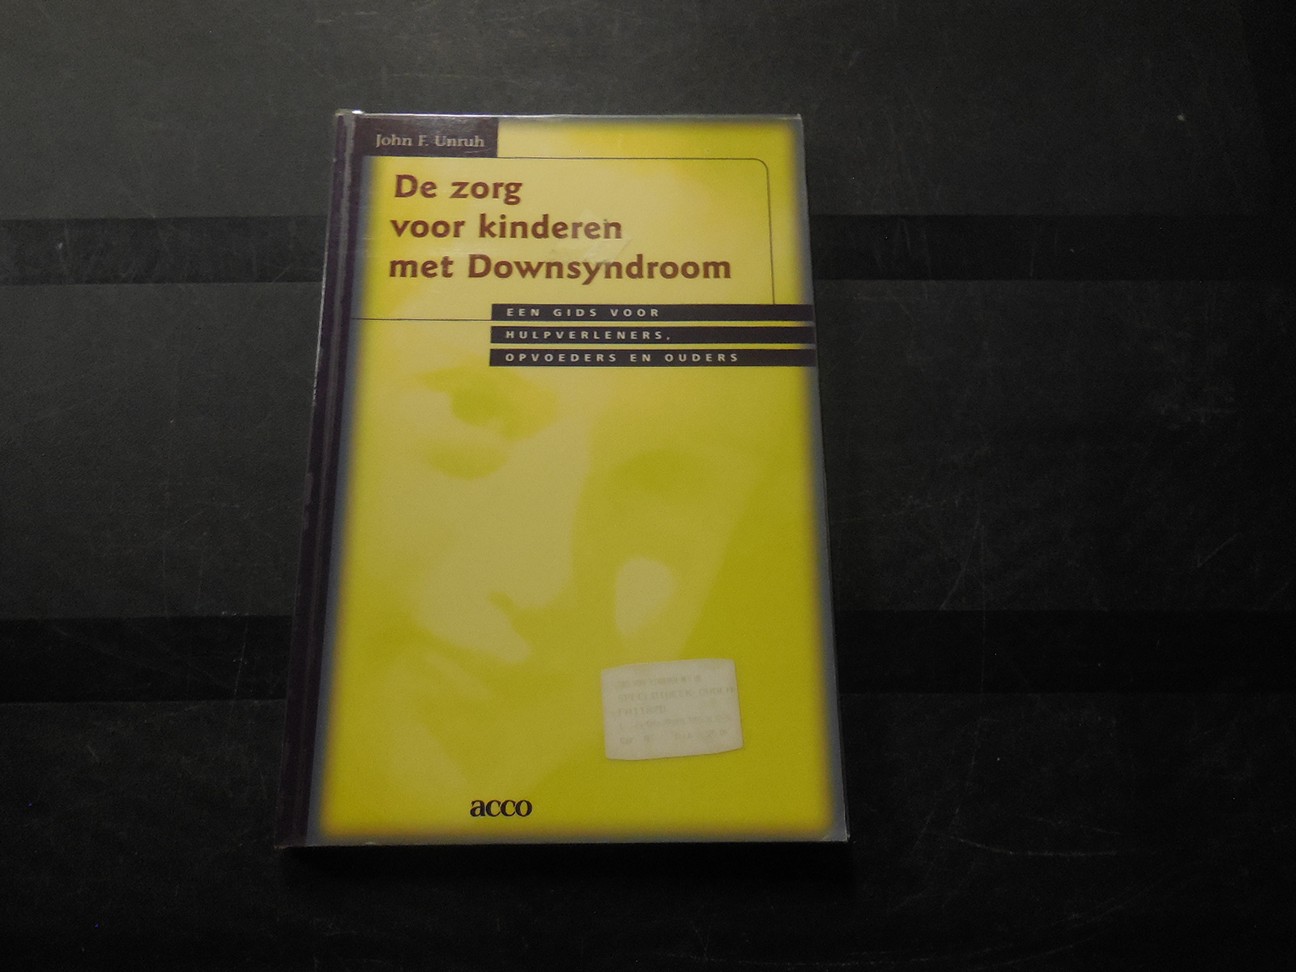 John F. Unruh
De zorg
voor kinderen
met Downsyndroom
EEN GIDS VOOR
HULPVERLENERS,
OPVOEDERS EN OUDERS
acco